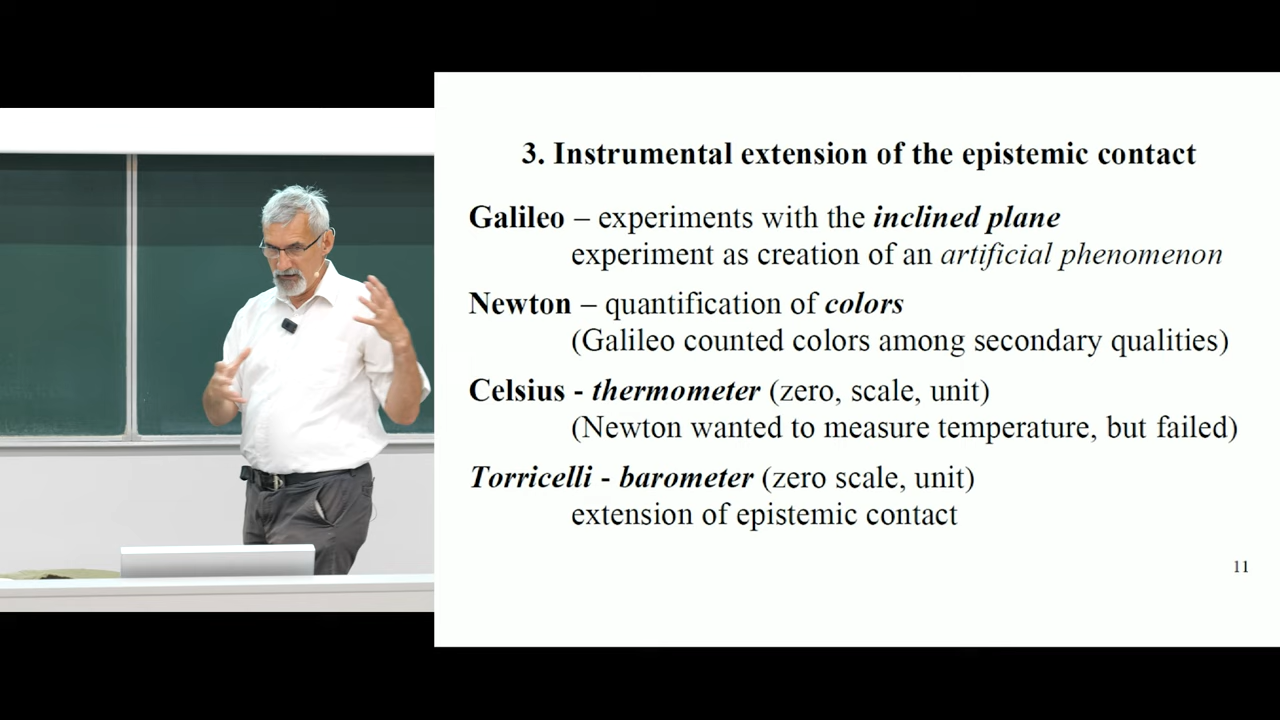 3. Instrumental extension of the epistemic contact
Galileo – experiments with the inclined plane
experiment as creation of an artificial phenomenon
Newton – quantification of colors
(Galileo counted colors among secondary qualities)
Celsius - thermometer (zero, scale, unit)
(Newton wanted to measure temperature, but failed)
Torricelli - barometer (zero scale, unit)
extension of epistemic contact
11